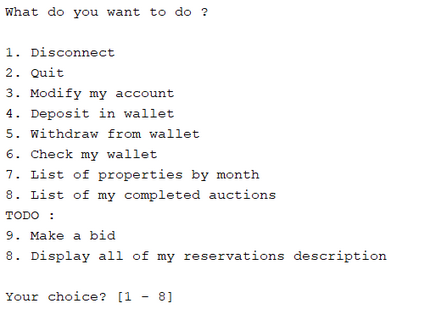 What do you want to do ?
1. Disconnect
2. Quit
3. Modify my account
4. Deposit in wallet
5. Withdraw from wallet
6. Check my wallet
7. List of properties by month
8. List of my completed auctions
TODO :
9. Make a bid
8. Display all of my reservations description
Your choice? [1 - 8]